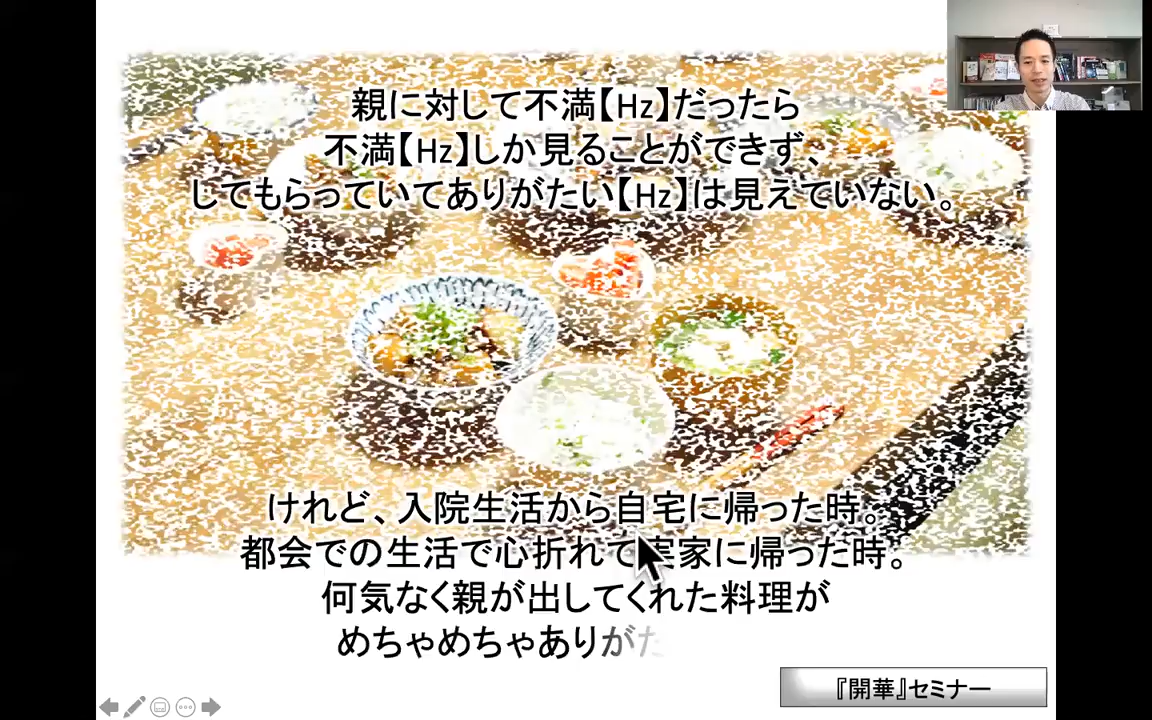 親に対して不満【Hz】だったら
不満【Hz】しか見ることができず、
してもらっていてありがたい【Hz】は見えていない。
けれど、入院生活から自宅に帰った時。
都会での生活で心折れて実家に帰った時。
何気なく親が出してくれた料理が
めちゃめちゃありがた
『開華』セミナー